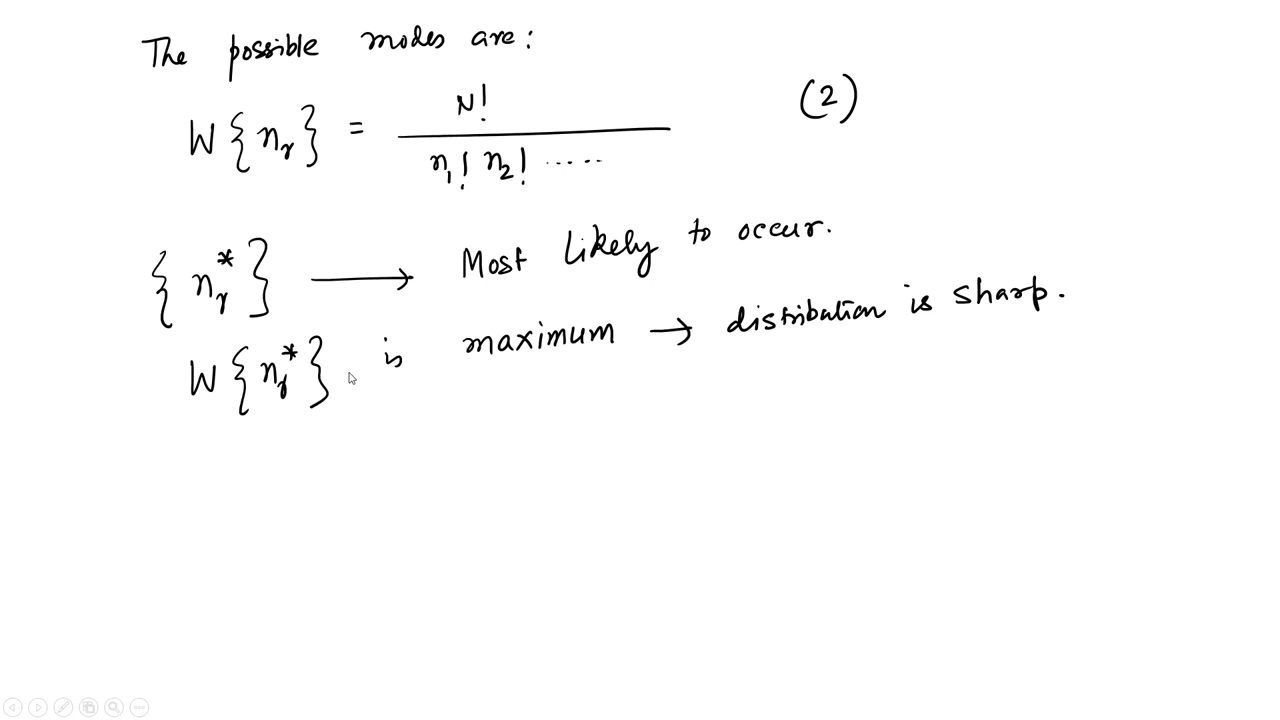 The possible modes are:
W{n_r} = N! / n_1! n_2! ..... (2)
{n_r^*} ⟶ Most likely to occur.
W{n_r^*} is maximum → distribution is sharp.